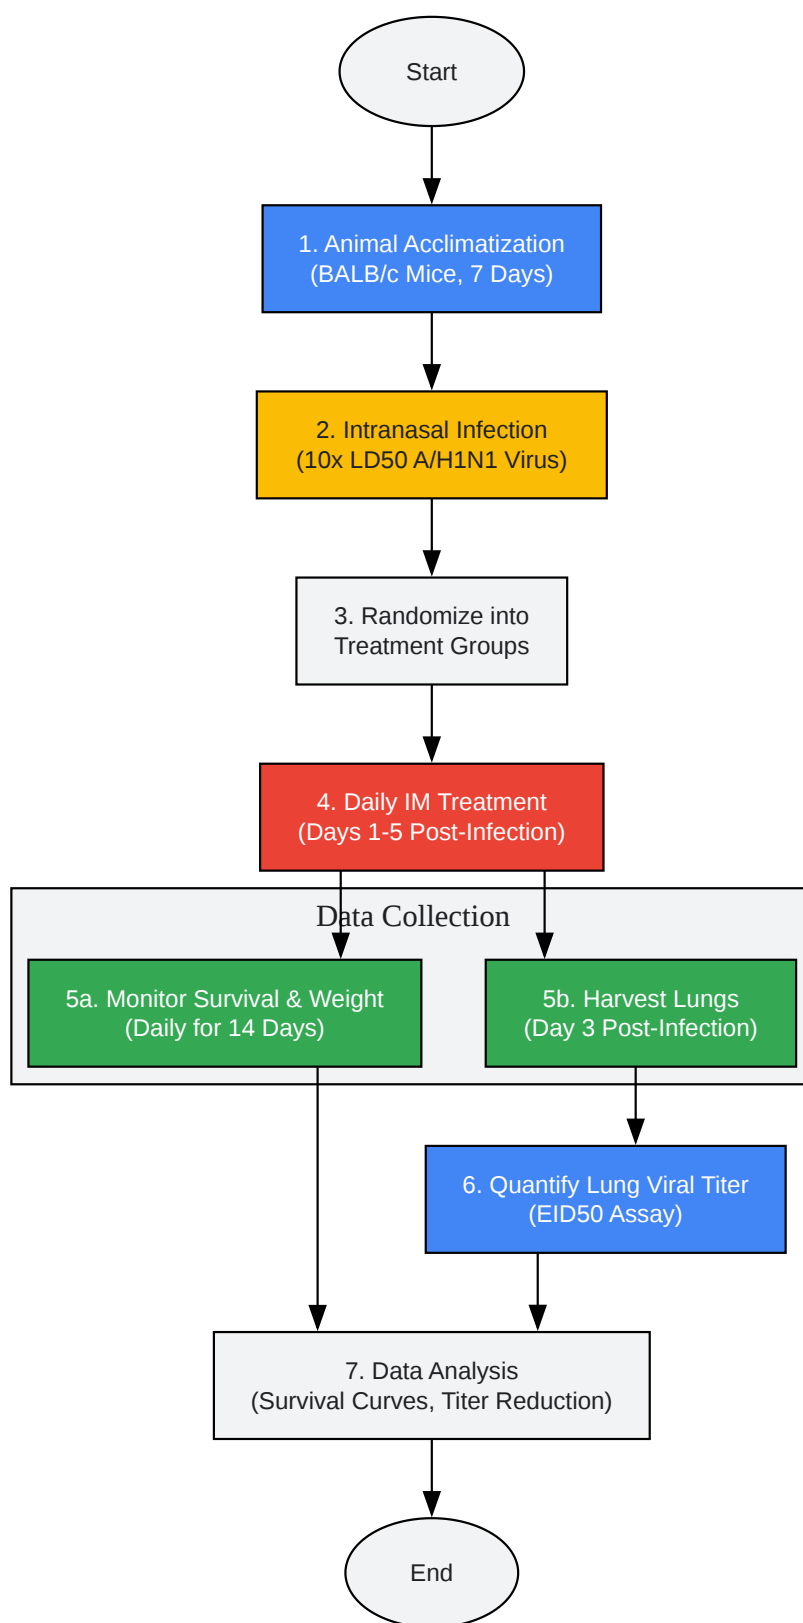 Start
1. Animal Acclimatization
(BALB/c Mice, 7 Days)
2. Intranasal Infection
(10x LD50 A/H1N1 Virus)
3. Randomize into
Treatment Groups
4. Daily IM Treatment
(Days 1-5 Post-Infection)
Data Collection
5a. Monitor Survival & Weight
(Daily for 14 Days)
5b. Harvest Lungs
(Day 3 Post-Infection)
6. Quantify Lung Viral Titer
(EID50 Assay)
7. Data Analysis
(Survival Curves, Titer Reduction)
End